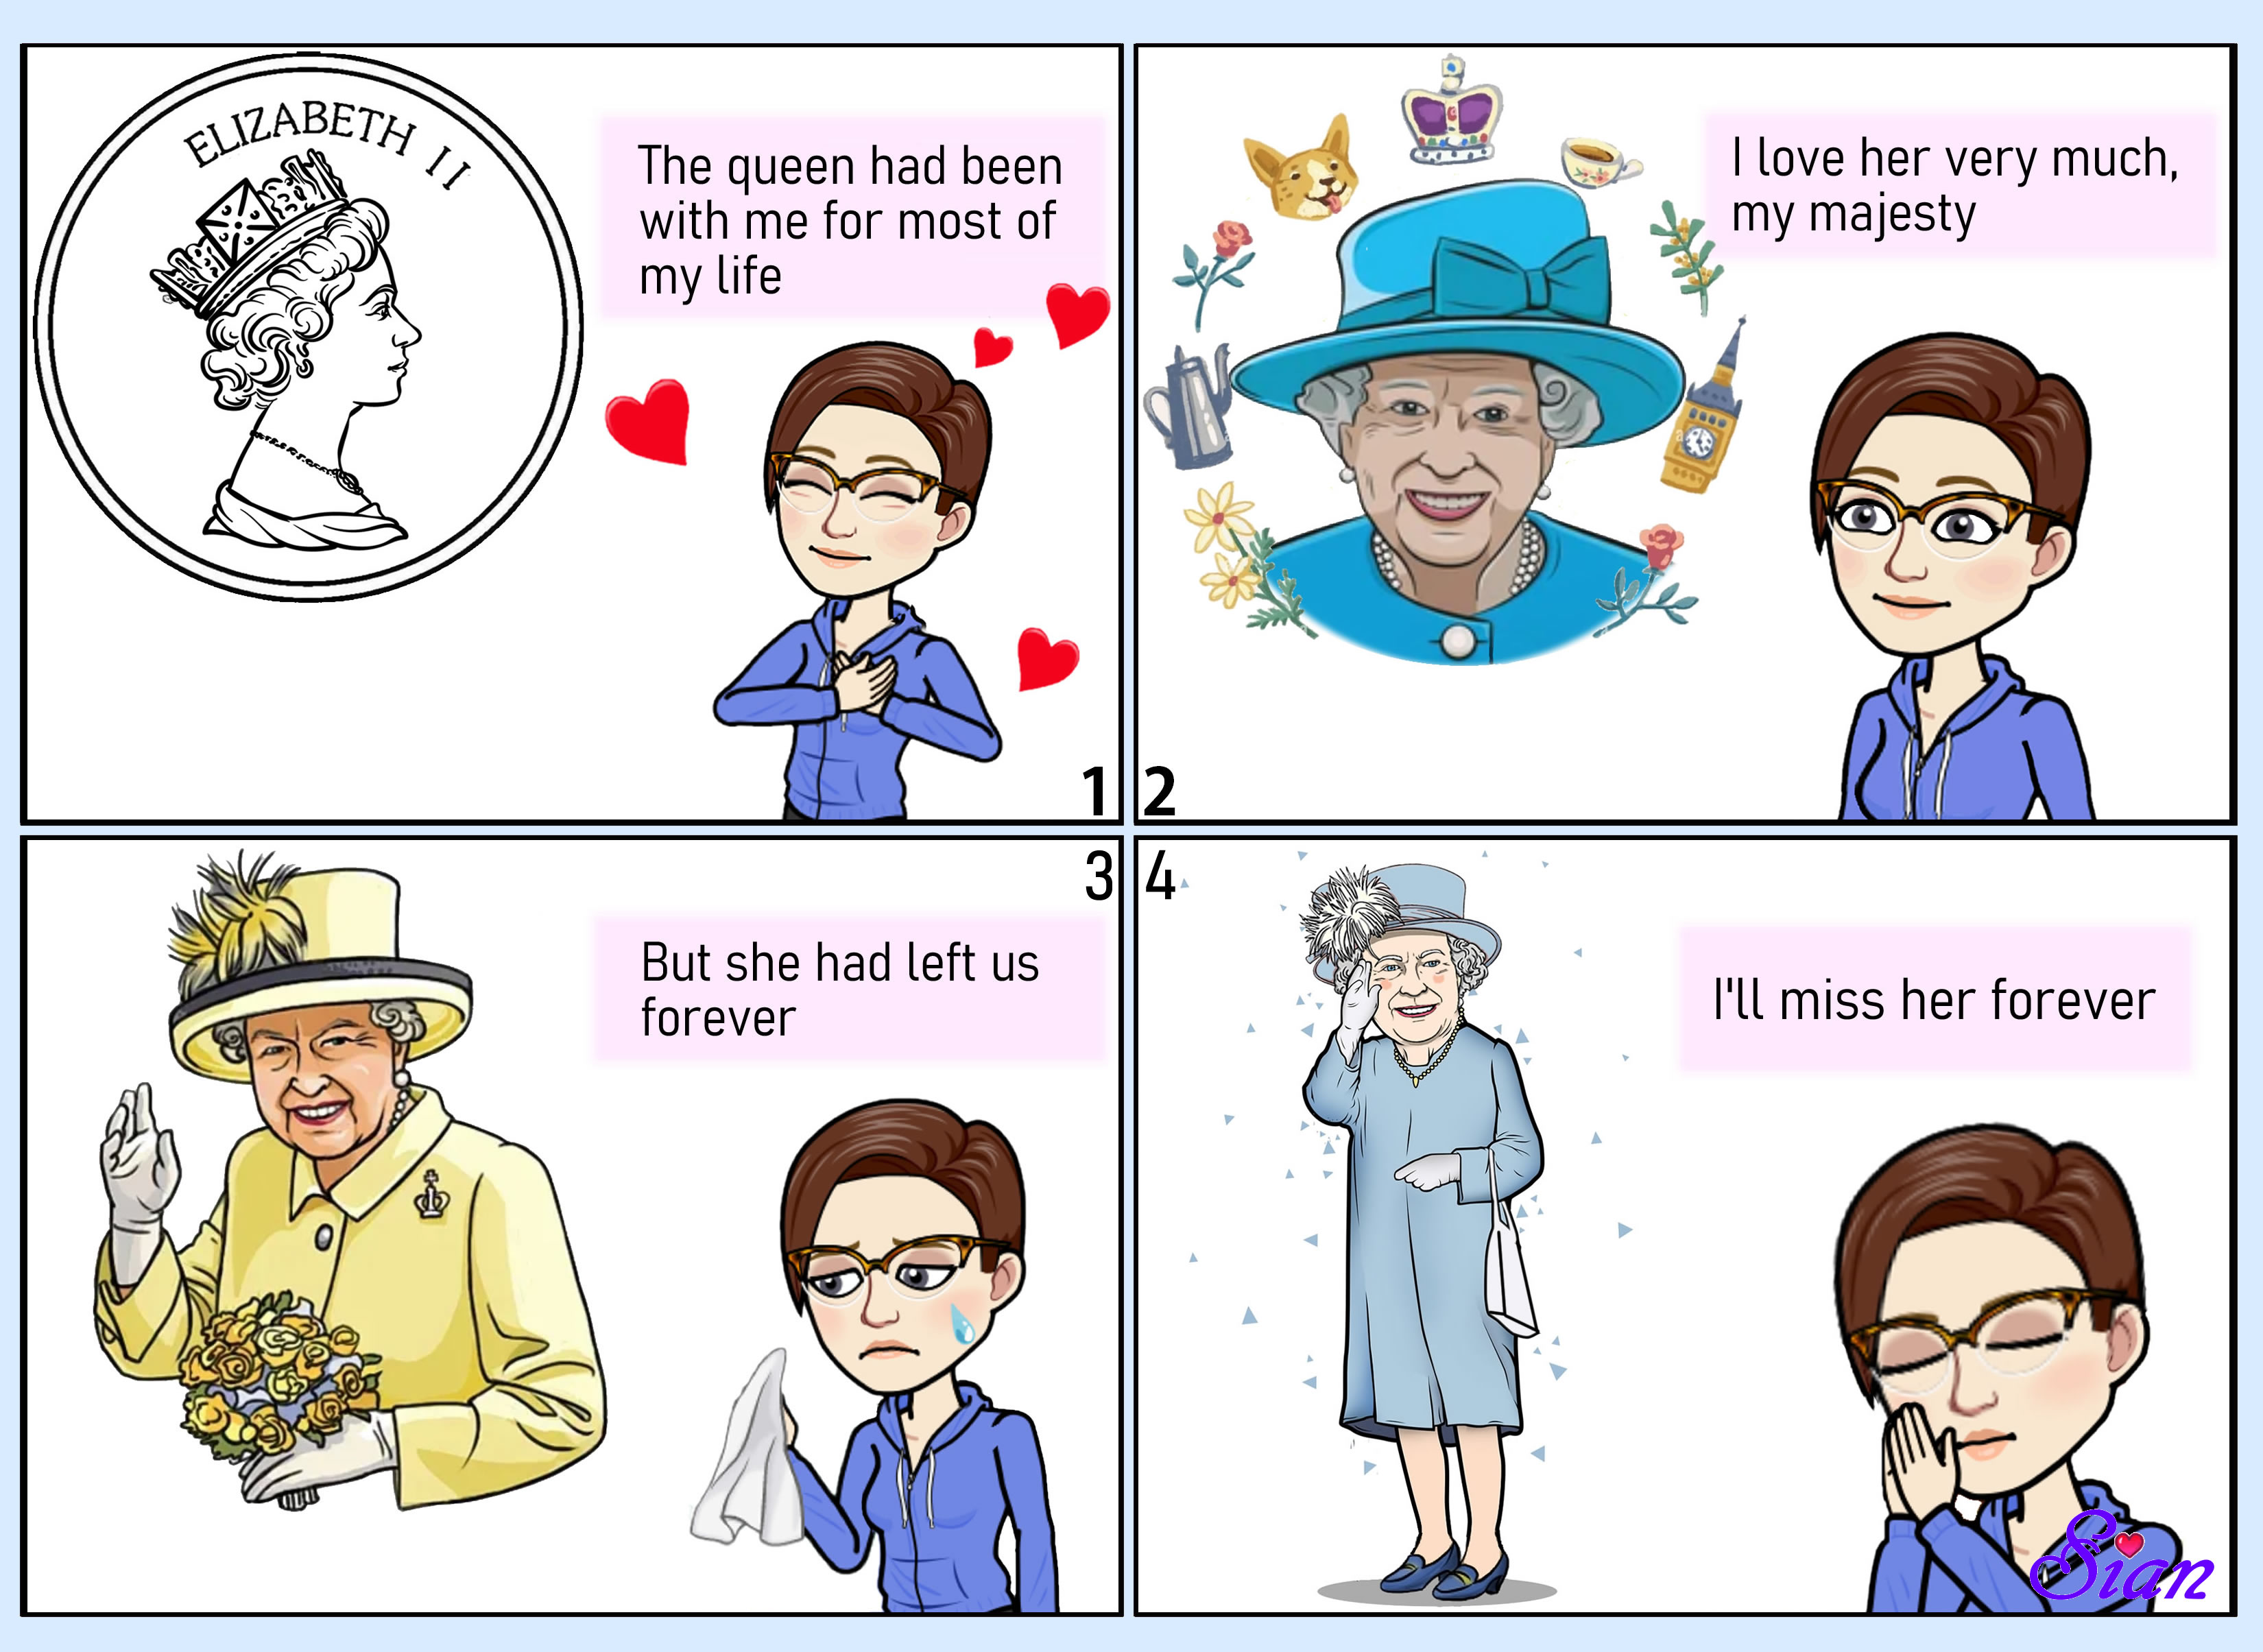 ELIZABETH II
The queen had been
with me for most of
my life
1
2
I love her very much,
my majesty
3
But she had left us
forever
4
I'll miss her forever
Sian